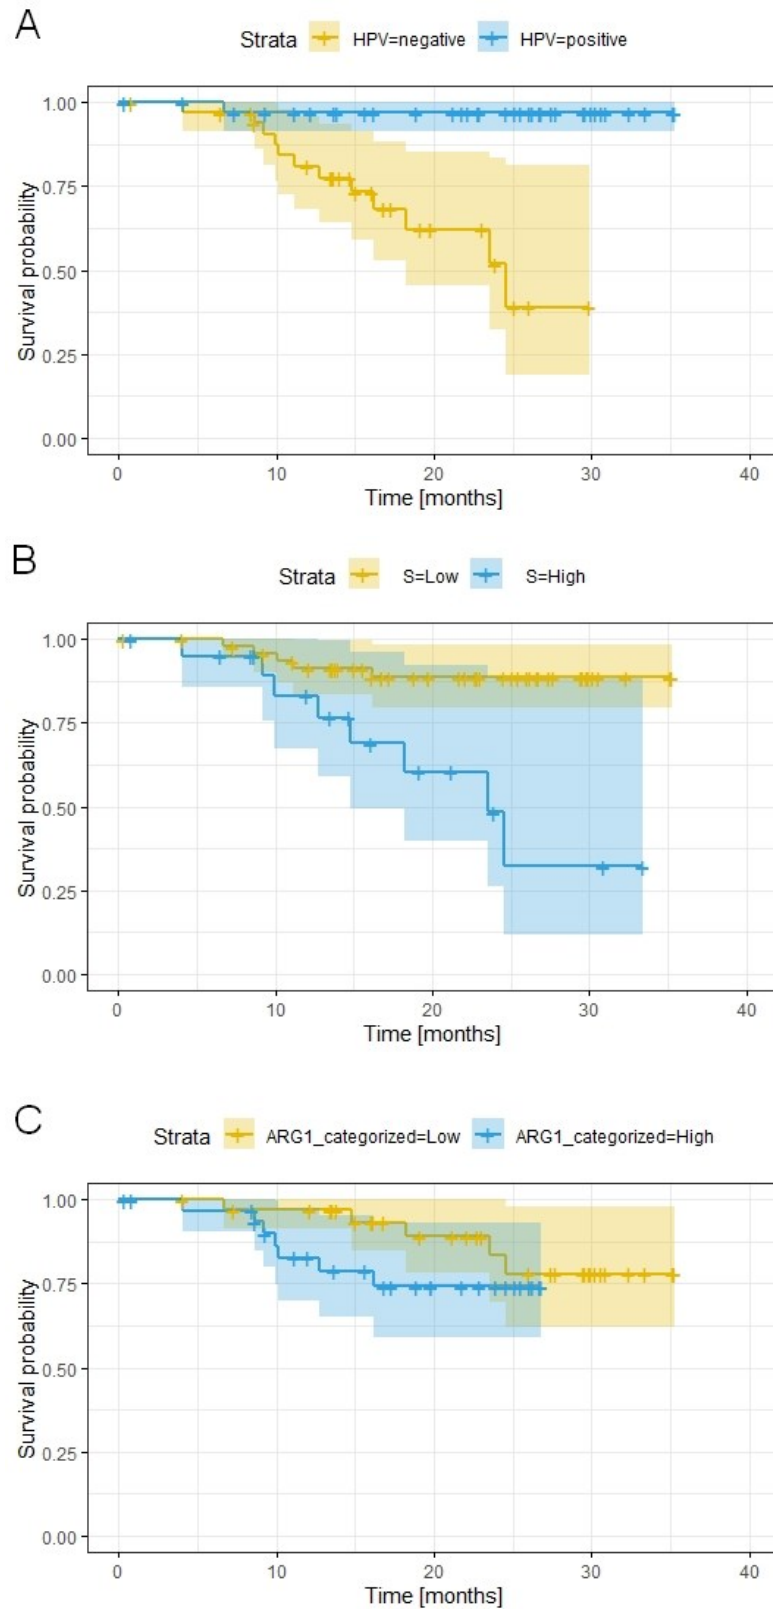 A
Strata HPV=negative HPV=positive
1.00
0.75
0.50
0.25
0.00
Survival probability
0 10 20 30 40
Time [months]
B
Strata S=Low S=High
1.00
0.75
0.50
0.25
0.00
Survival probability
0 10 20 30 40
Time [months]
C
Strata ARG1_categorized=Low ARG1_categorized=High
1.00
0.75
0.50
0.25
0.00
Survival probability
0 10 20 30 40
Time [months]